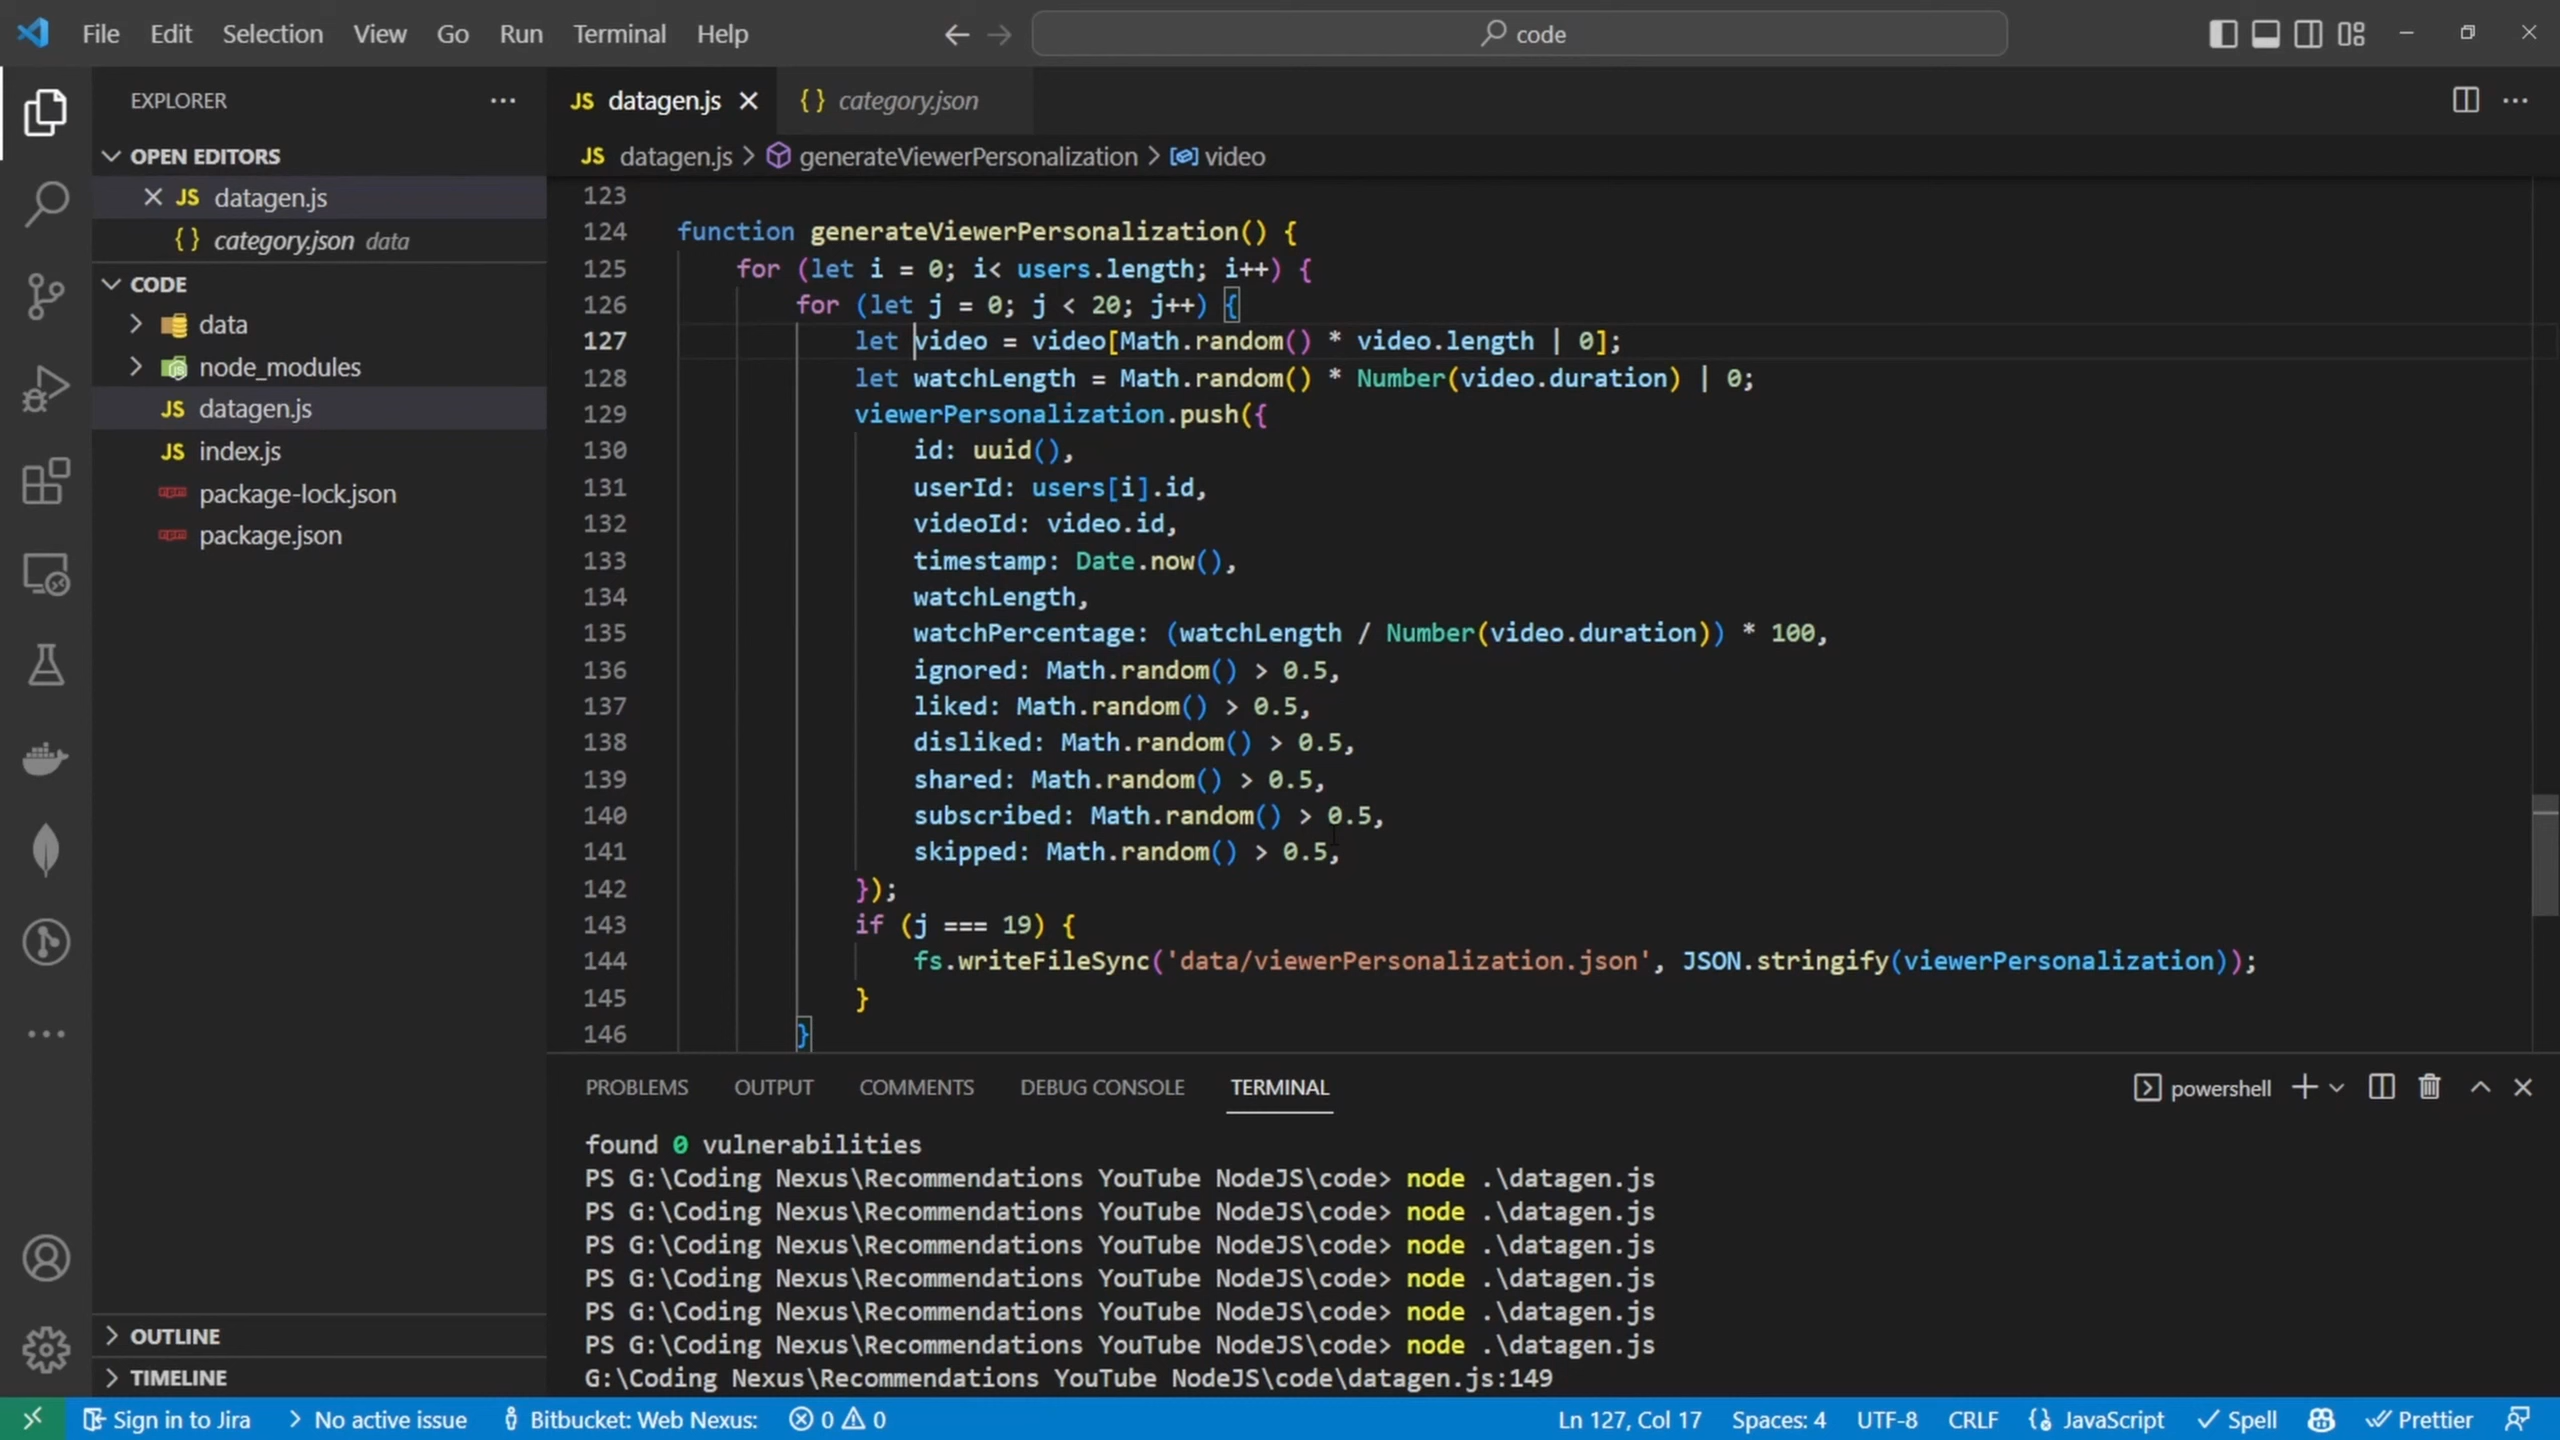 File Edit Selection View Go Run Terminal Help
code
EXPLORER
OPEN EDITORS
JS datagen.js
{ } category.json data
CODE
data
node_modules
JS datagen.js
JS index.js
package-lock.json
package.json
OUTLINE
TIMELINE
JS datagen.js
{ } category.json
JS datagen.js > generateViewerPersonalization > video
123
124 function generateViewerPersonalization() {
125 for (let i = 0; i< users.length; i++) {
126 for (let j = 0; j < 20; j++) {
127 let video = video[Math.random() * video.length | 0];
128 let watchLength = Math.random() * Number(video.duration) | 0;
129 viewerPersonalization.push({
130 id: uuid(),
131 userId: users[i].id,
132 videoId: video.id,
133 timestamp: Date.now(),
134 watchLength,
135 watchPercentage: (watchLength / Number(video.duration)) * 100,
136 ignored: Math.random() > 0.5,
137 liked: Math.random() > 0.5,
138 disliked: Math.random() > 0.5,
139 shared: Math.random() > 0.5,
140 subscribed: Math.random() > 0.5,
141 skipped: Math.random() > 0.5,
142 });
143 if (j === 19) {
144 fs.writeFileSync('data/viewerPersonalization.json', JSON.stringify(viewerPersonalization));
145 }
146 }
PROBLEMS OUTPUT COMMENTS DEBUG CONSOLE TERMINAL
powershell
found 0 vulnerabilities
PS G:\Coding Nexus\Recommendations YouTube NodeJS\code> node .\datagen.js
PS G:\Coding Nexus\Recommendations YouTube NodeJS\code> node .\datagen.js
PS G:\Coding Nexus\Recommendations YouTube NodeJS\code> node .\datagen.js
PS G:\Coding Nexus\Recommendations YouTube NodeJS\code> node .\datagen.js
PS G:\Coding Nexus\Recommendations YouTube NodeJS\code> node .\datagen.js
PS G:\Coding Nexus\Recommendations YouTube NodeJS\code> node .\datagen.js
G:\Coding Nexus\Recommendations YouTube NodeJS\code\datagen.js:149
Sign in to Jira > No active issue Bitbucket: Web Nexus: 0 0 Ln 127, Col 17 Spaces: 4 UTF-8 CRLF JavaScript Spell Prettier